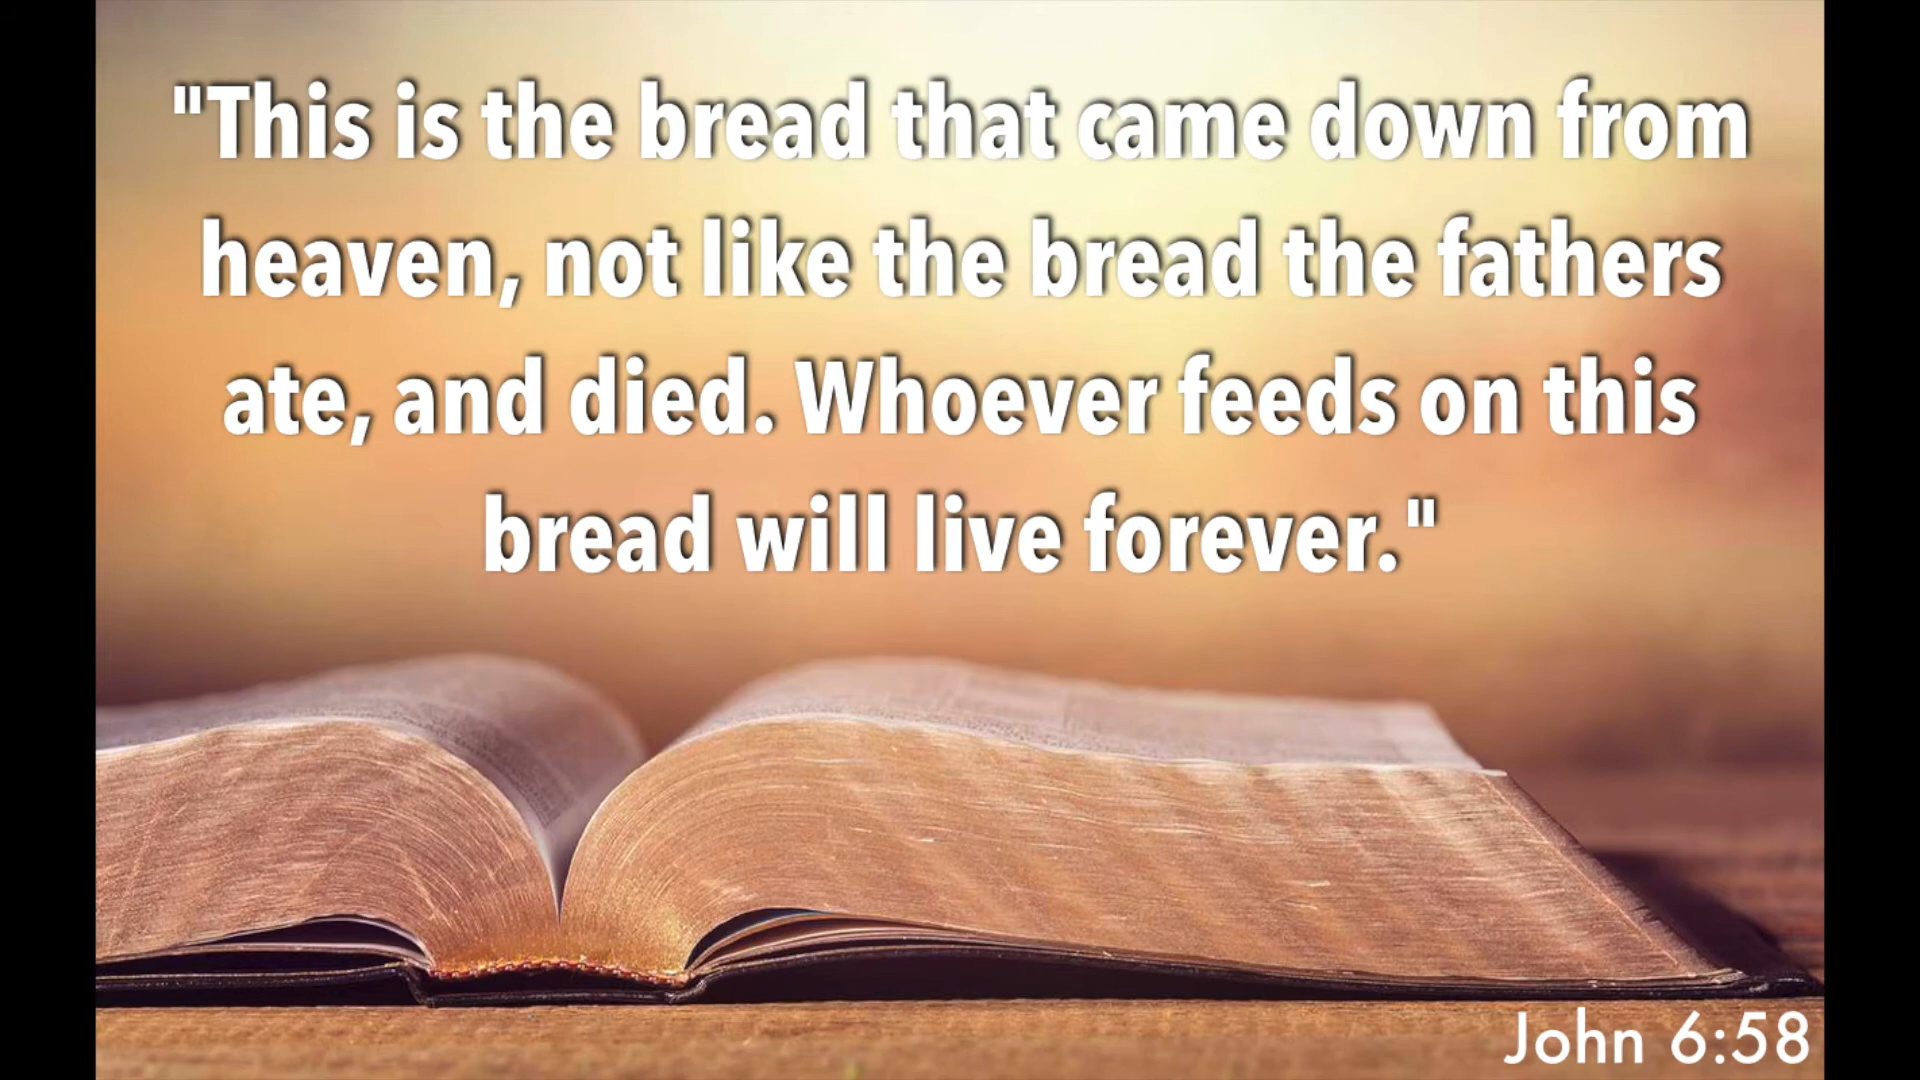 "This is the bread that came down from
heaven, not like the bread the fathers
ate, and died. Whoever feeds on this
bread will live forever."
John 6:58